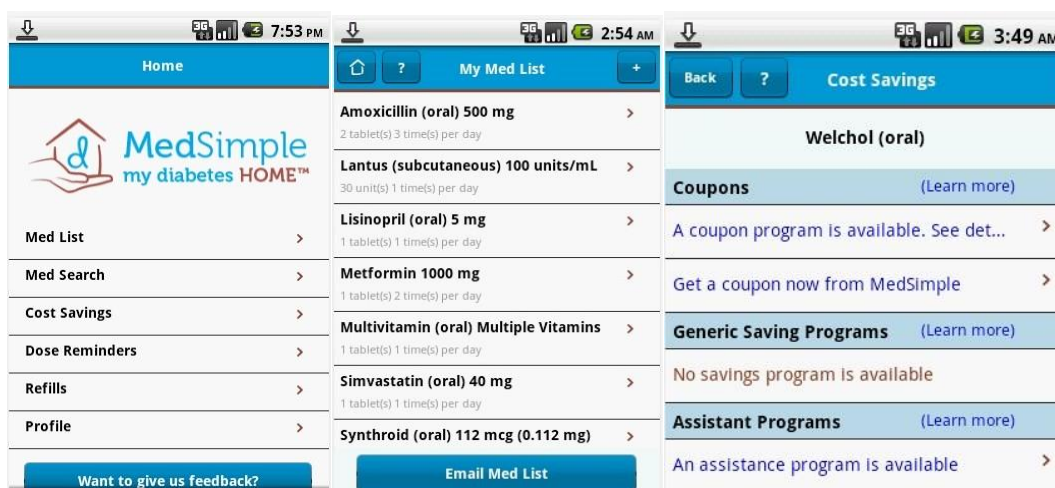 3G 7:53 PM
Home
d
MedSimple
my diabetes HOME™
Med List
Med Search
Cost Savings
Dose Reminders
Refills
Profile
Want to give us feedback?
3G 2:54 AM
? My Med List +
Amoxicillin (oral) 500 mg
2 tablet(s) 3 time(s) per day
Lantus (subcutaneous) 100 units/mL
30 unit(s) 1 time(s) per day
Lisinopril (oral) 5 mg
1 tablet(s) 1 time(s) per day
Metformin 1000 mg
1 tablet(s) 2 time(s) per day
Multivitamin (oral) Multiple Vitamins
1 tablet(s) 1 time(s) per day
Simvastatin (oral) 40 mg
1 tablet(s) 1 time(s) per day
Synthroid (oral) 112 mcg (0.112 mg)
Email Med List
3G 3:49 AM
Back ? Cost Savings
Welchol (oral)
Coupons (Learn more)
A coupon program is available. See det...
Get a coupon now from MedSimple
Generic Saving Programs (Learn more)
No savings program is available
Assistant Programs (Learn more)
An assistance program is available